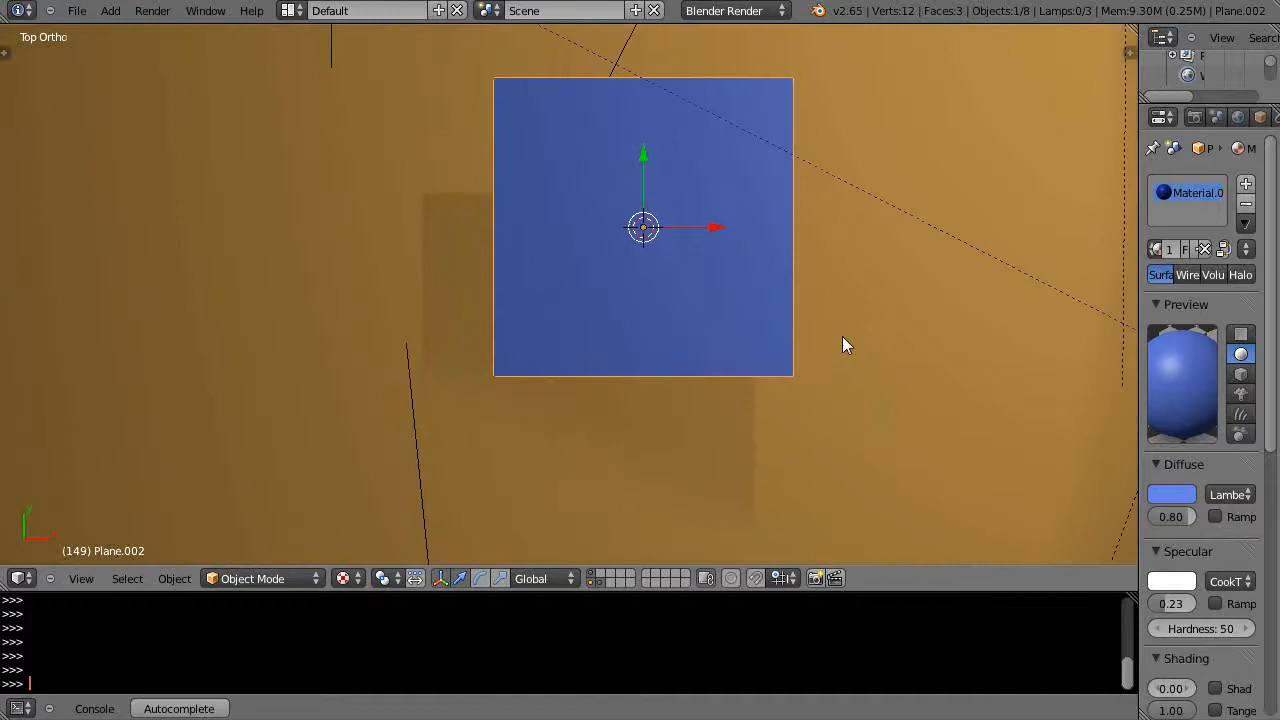 File Add Render Window Help Default Scene Blender Render v2.65 | Verts:12 | Faces:3 | Objects:1/8 | Lamps:0/3 | Mem:9.30M (0.25M) | Plane.002
Top Ortho
View Search
P M
Material.0
1 F
Surfa Wire Volu Halo
Preview
Diffuse
Lambe
0.80 Ramp
Specular
CookT
0.23 Ramp
Hardness: 50
Shading
0.00 Shad
1.00 Tange
y
(149) Plane.002
View Select Object Object Mode Global
>>>
>>>
>>>
>>>
>>>
>>>
>>>
Console Autocomplete